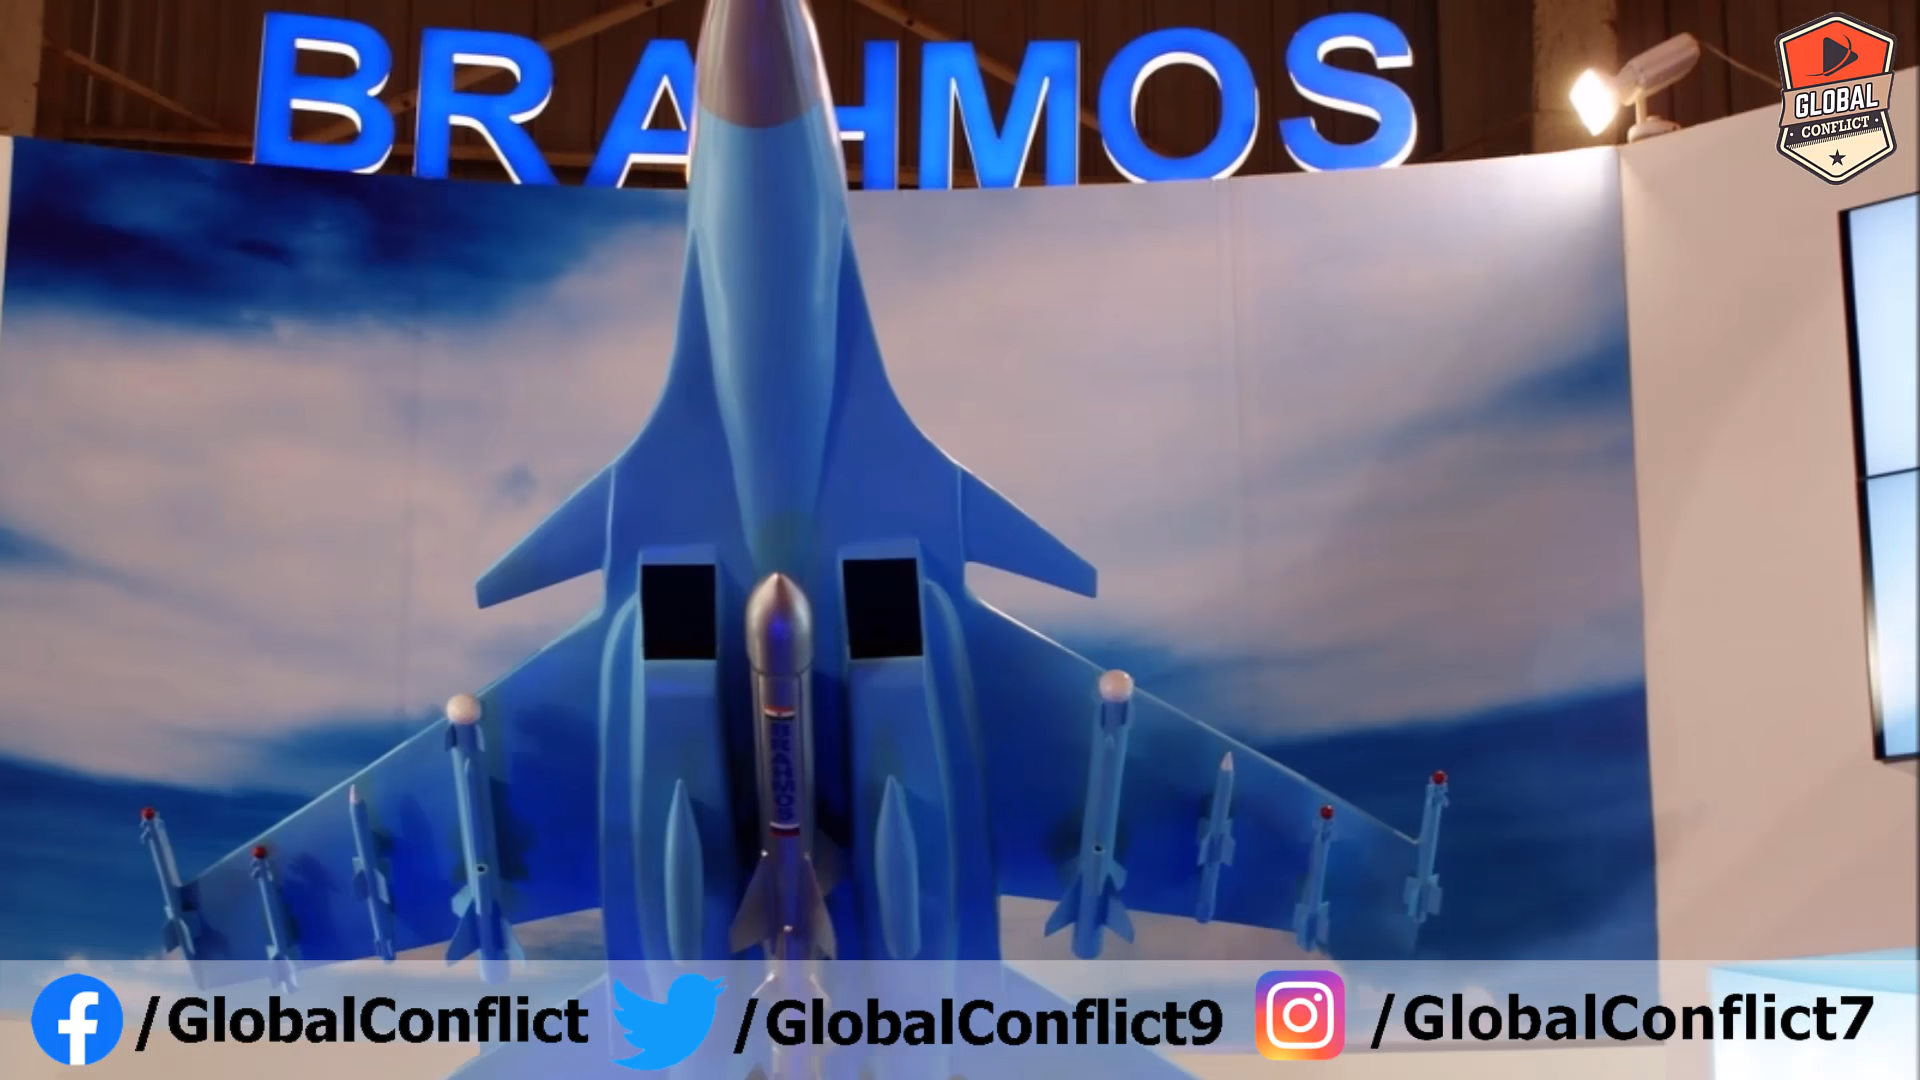 BRAHMOS
GLOBAL
CONFLICT
BRAHMOS
/GlobalConflict
/GlobalConflict9
/GlobalConflict7